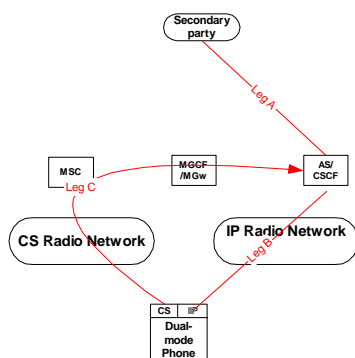 Secondary
party
Leg A
MSC
MGCF
/MGw
AS/
CSCF
Leg C
CS Radio Network
IP Radio Network
Leg B
CS
IP
Dual-
mode
Phone